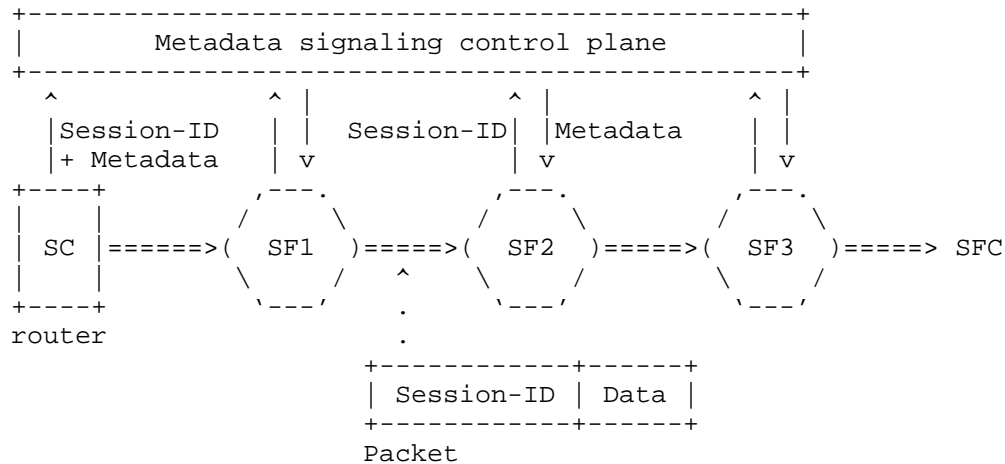 Metadata signaling control plane
Session-ID Session-ID Metadata
+ Metadata
SC SF1 SF2 SF3 SFC
router
Session-ID Data
Packet